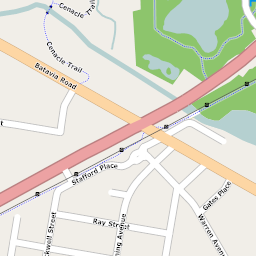 Cenacle Trail
Cenacle Trail
Batavia Road
Stafford Place
Gates Place
Ray Street
Warren Avenue